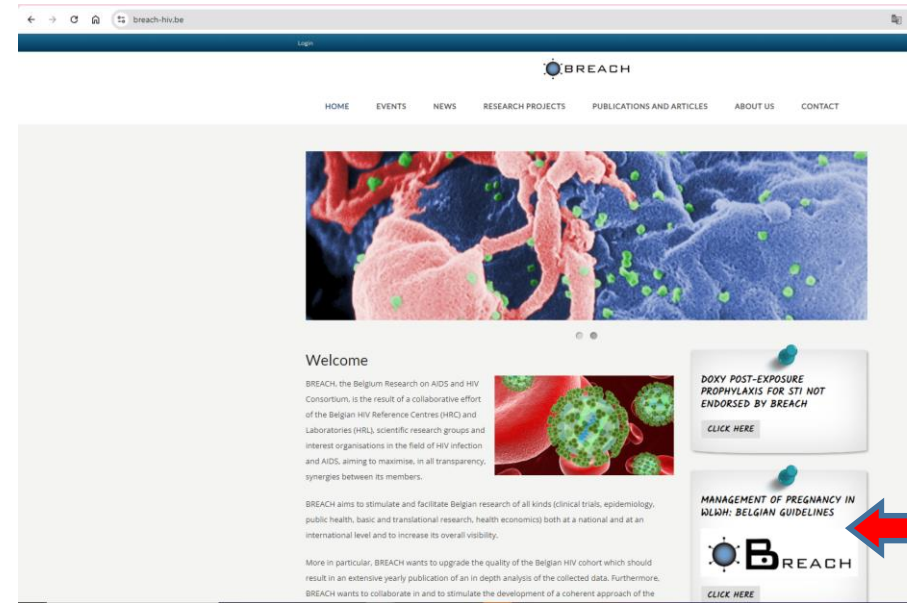 breach-hiv.be
Login
BREACH
HOME EVENTS NEWS RESEARCH PROJECTS PUBLICATIONS AND ARTICLES ABOUT US CONTACT
Welcome
BREACH, the Belgium Research on AIDS and HIV
Consortium, is the result of a collaborative effort
of the Belgian HIV Reference Centres (HRC) and
Laboratories (HRL), scientific research groups and
interest organisations in the field of HIV infection
and AIDS, aiming to maximise, in all transparency,
synergies between its members.
BREACH aims to stimulate and facilitate Belgian research of all kinds (clinical trials, epidemiology,
public health, basic and translational research, health economics) both at a national and at an
international level and to increase its overall visibility.
More in particular, BREACH wants to upgrade the quality of the Belgian HIV cohort which should
result in an extensive yearly publication of an in depth analysis of the collected data. Furthermore,
BREACH wants to collaborate in and to stimulate the development of a coherent approach of the
DOXY POST-EXPOSURE
PROPHYLAXIS FOR STI NOT
ENDORSED BY BREACH
CLICK HERE
MANAGEMENT OF PREGNANCY IN
WLWH: BELGIAN GUIDELINES
BREACH
CLICK HERE